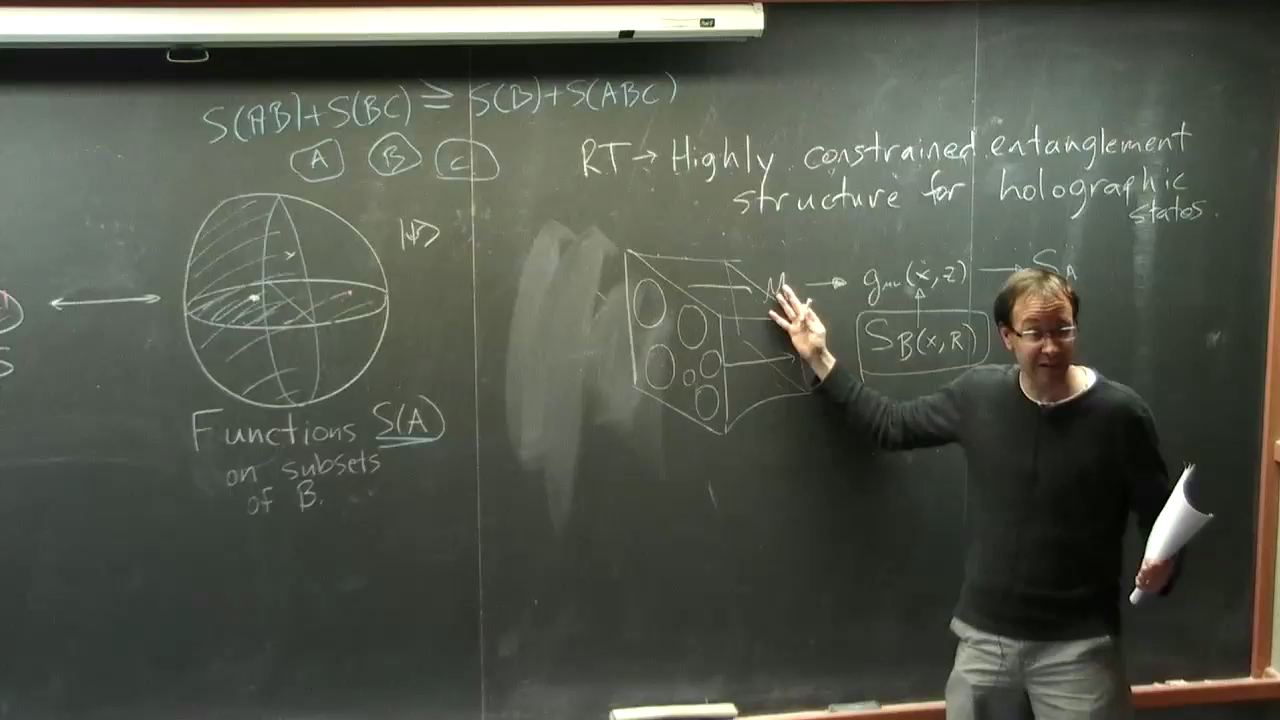 S(AB)+S(BC) ≥ S(B)+S(ABC)
A B C
RT → Highly constrained entanglement
structure for holographic
states.
|ψ⟩
M → gμν(x,z) → SA
SB(x,R)
Functions S(A)
on subsets
of B.